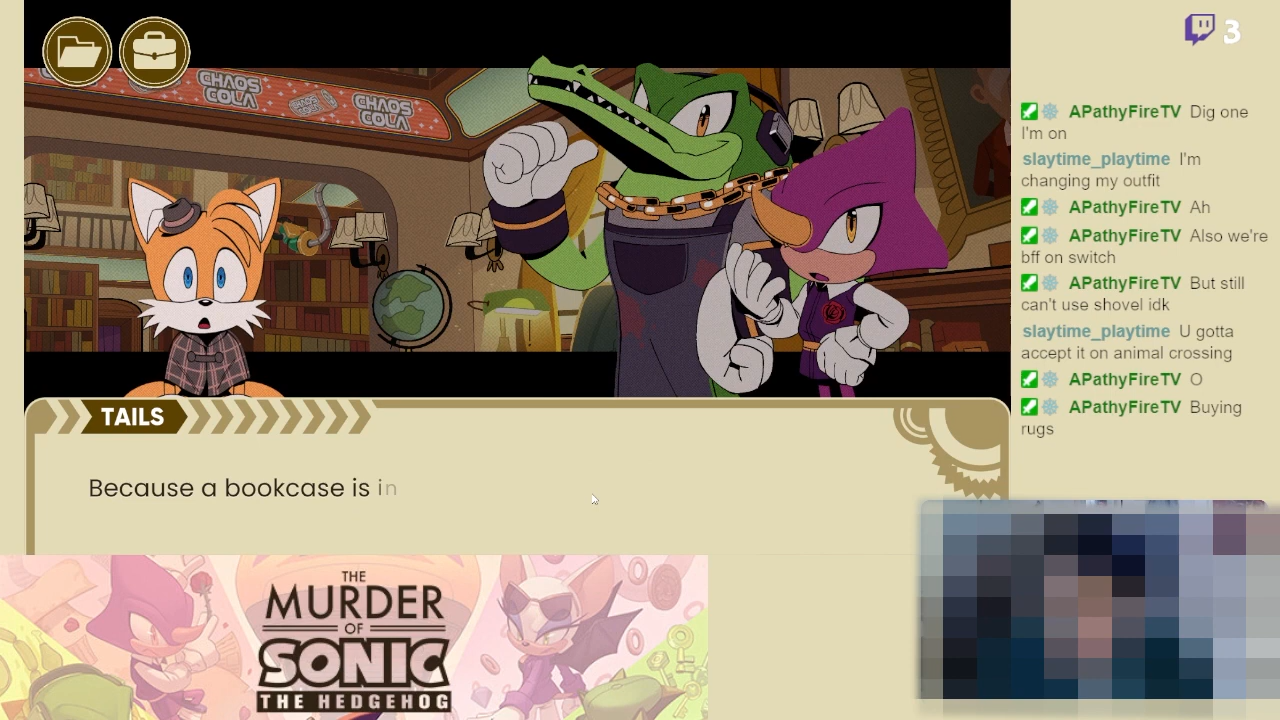 3
CHAOS COLA
CHAOS COLA
CHAOS COLA
APathyFireTV Dig one
I'm on
slaytime_playtime I'm
changing my outfit
APathyFireTV Ah
APathyFireTV Also we're
bff on switch
APathyFireTV But still
can't use shovel idk
slaytime_playtime U gotta
accept it on animal crossing
APathyFireTV O
APathyFireTV Buying
rugs
TAILS
Because a bookcase is in
THE
MURDER
OF
SONIC
THE HEDGEHOG